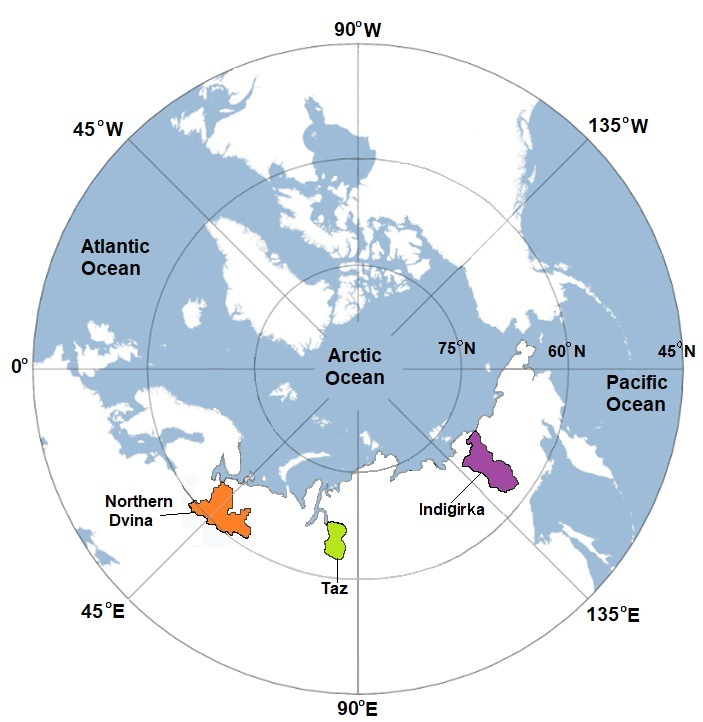 90°W
45°W
135°W
Atlantic
Ocean
75°N
60°N
45°N
0°
Arctic
Ocean
Pacific
Ocean
Northern
Dvina
Indigirka
Taz
45°E
135°E
90°E